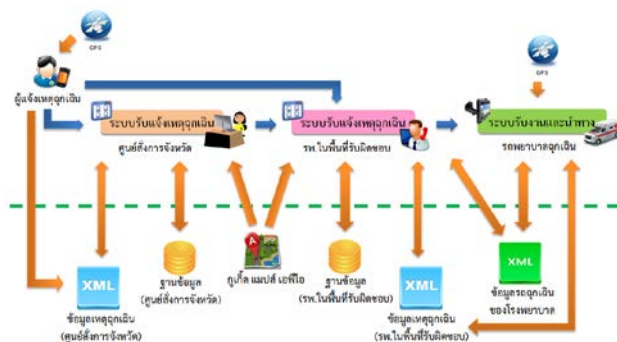 GPS
GPS
ผู้แจ้งเหตุฉุกเฉิน
ระบบรับแจ้งเหตุฉุกเฉิน
ระบบรับแจ้งเหตุฉุกเฉิน
ระบบรับงานและนำทาง
ศูนย์สั่งการจังหวัด
รพ.ในพื้นที่รับผิดชอบ
รถพยาบาลฉุกเฉิน
A
XML
ฐานข้อมูล
(ศูนย์สั่งการจังหวัด)
กูเกิ้ล แมปส์ เอพีไอ
ฐานข้อมูล
(รพ.ในพื้นที่รับผิดชอบ)
XML
XML
ข้อมูลรถฉุกเฉิน
ของโรงพยาบาล
ข้อมูลเหตุฉุกเฉิน
(ศูนย์สั่งการจังหวัด)
ข้อมูลเหตุฉุกเฉิน
(รพ.ในพื้นที่รับผิดชอบ)